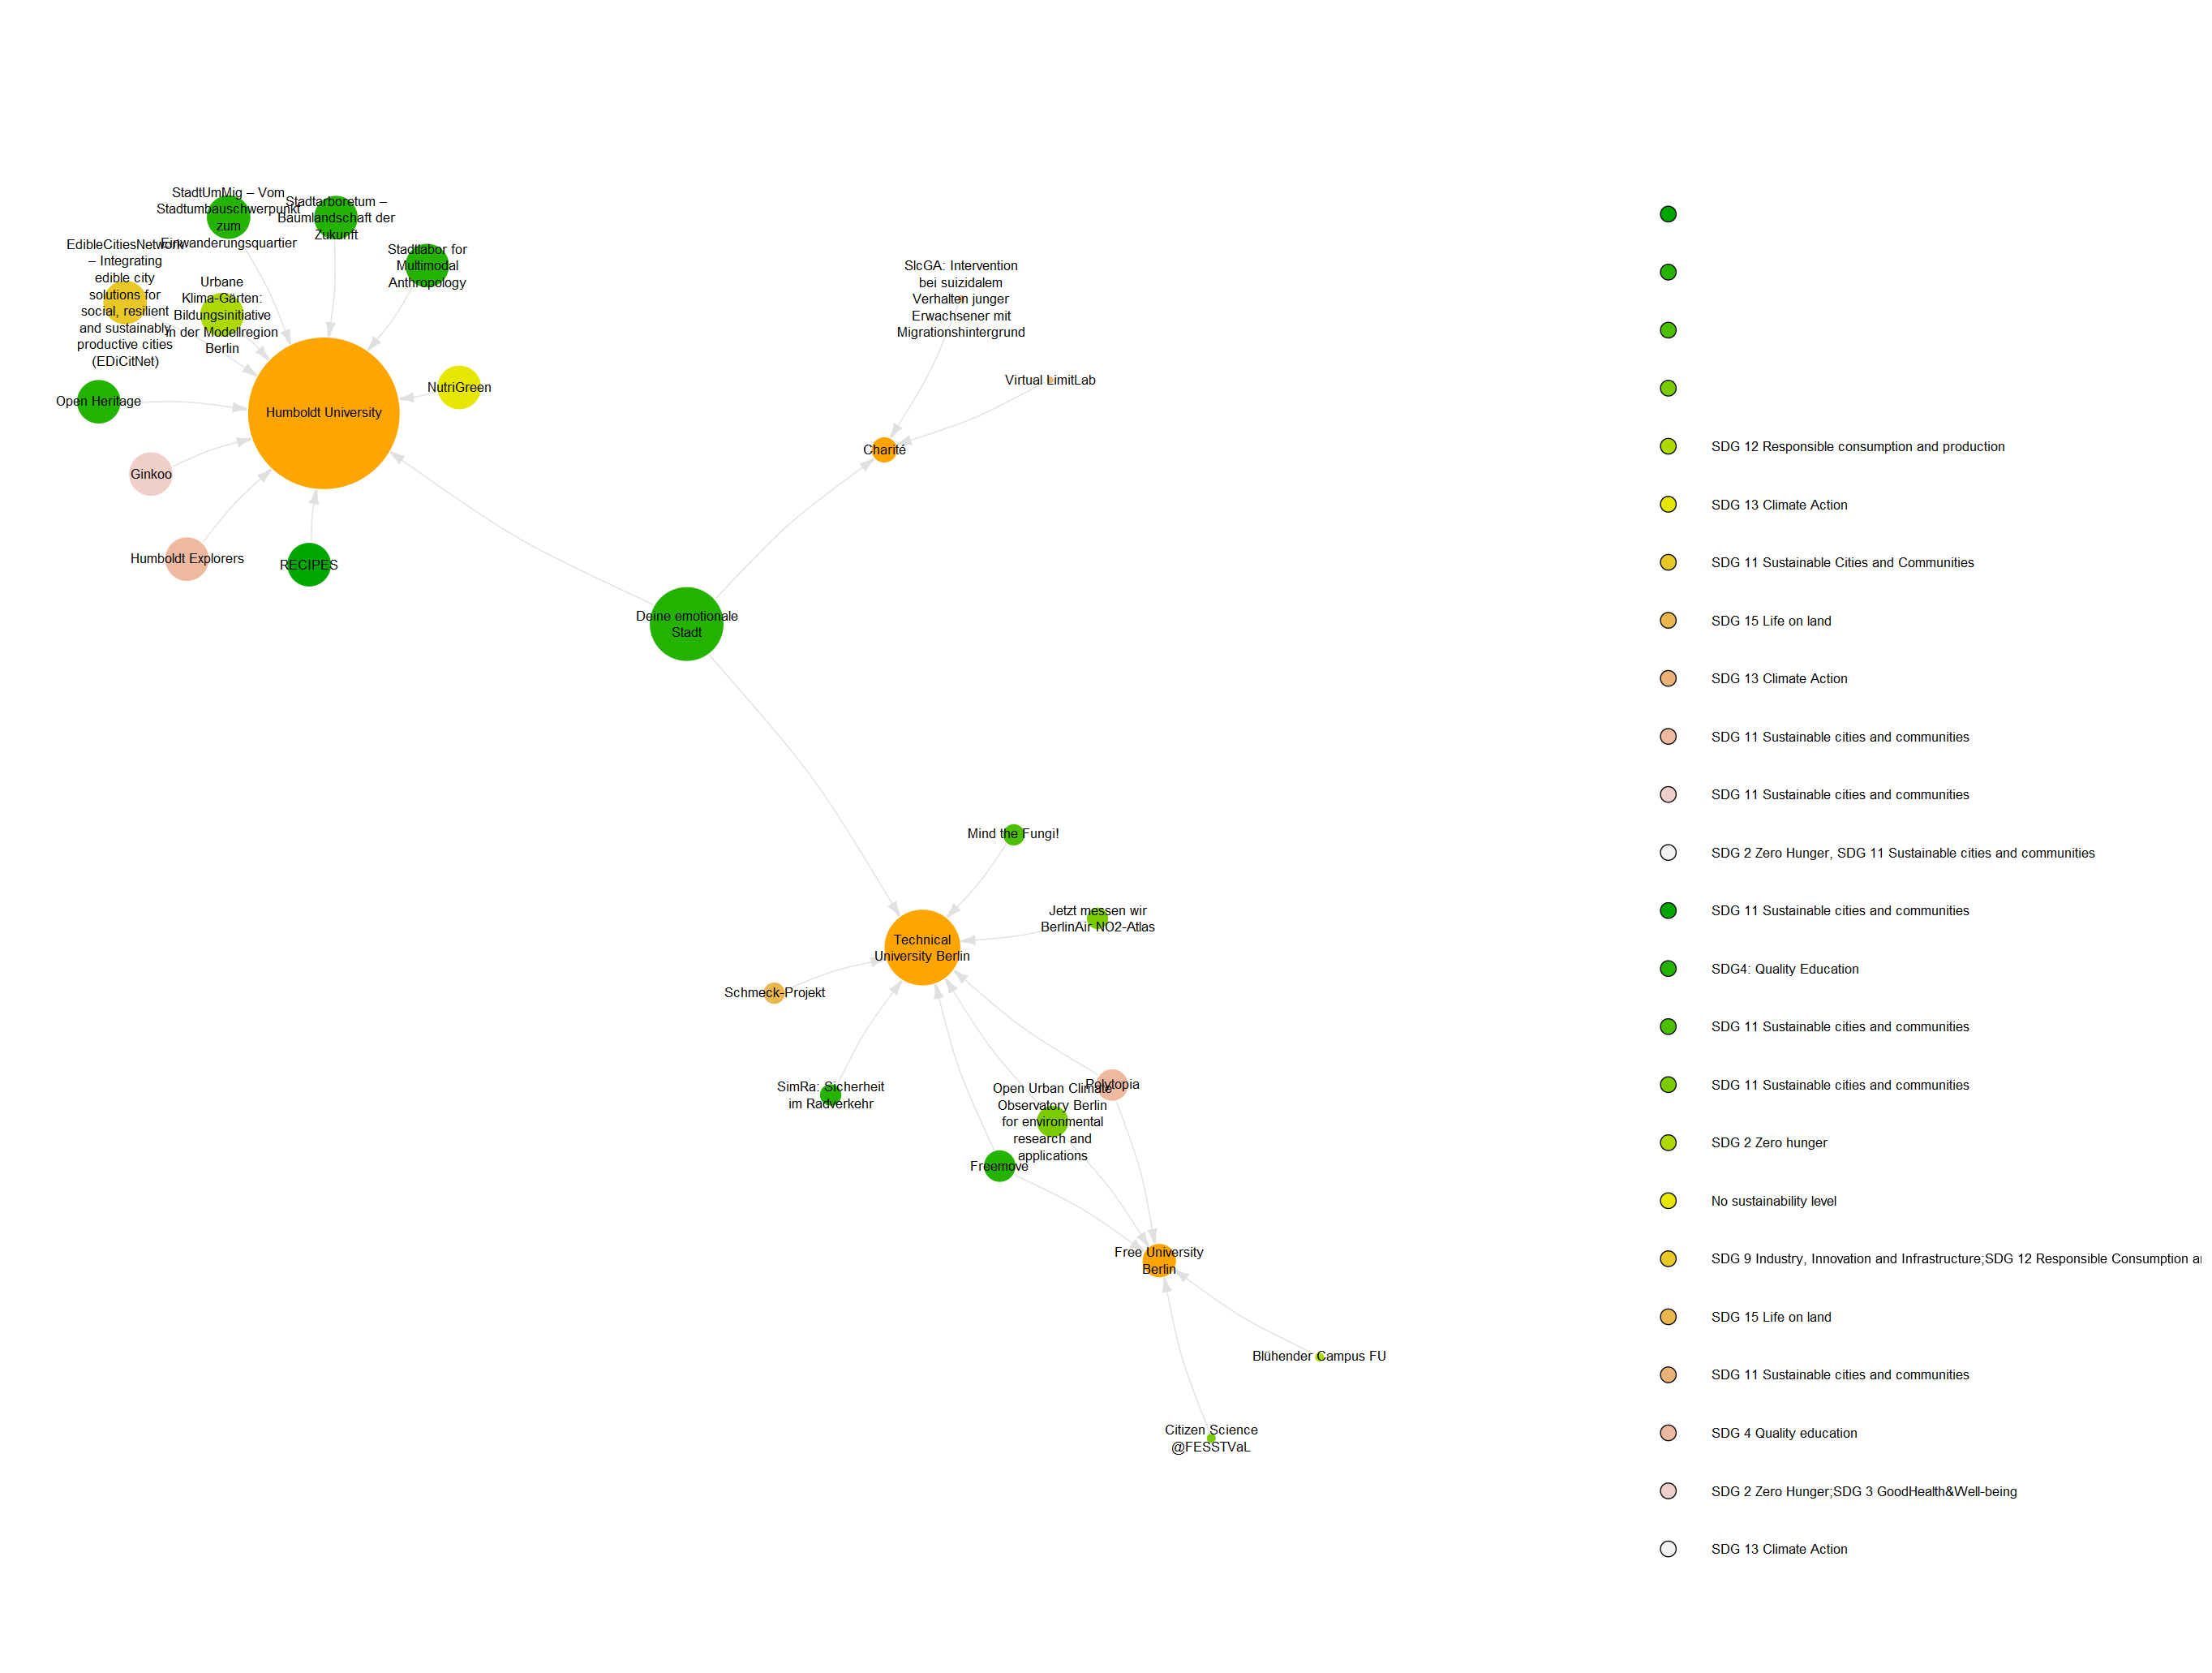 StadtUmMig – Vom
Stadtumbauschwerpunkt
zum
Einwanderungsquartier
Stadtarboretum –
Baumlandschaft der
Zukunft
Stadtlabor for
Multimodal
Anthropology
EdibleCitiesNetwork
– Integrating
edible city
solutions for
social, resilient
and sustainably
productive cities
(EDiCitNet)
Urbane
Klima-Gärten:
Bildungsinitiative
in der Modellregion
Berlin
NutriGreen
Open Heritage
Humboldt University
Ginkoo
Humboldt Explorers
RECIPES
SIcGA: Intervention
bei suizidalem
Verhalten junger
Erwachsener mit
Migrationshintergrund
Virtual LimitLab
Charité
Deine emotionale
Stadt
Mind the Fungi!
Jetzt messen wir
BerlinAir NO2-Atlas
Technical
University Berlin
Schmeck-Projekt
SimRa: Sicherheit
im Radverkehr
Open Urban Climate
Observatory Berlin
for environmental
research and
applications
Polytopia
Freemove
Free University
Berlin
Blühender Campus FU
Citizen Science
@FESSTVaL
SDG 12 Responsible consumption and production
SDG 13 Climate Action
SDG 11 Sustainable Cities and Communities
SDG 15 Life on land
SDG 13 Climate Action
SDG 11 Sustainable cities and communities
SDG 11 Sustainable cities and communities
SDG 2 Zero Hunger, SDG 11 Sustainable cities and communities
SDG 11 Sustainable cities and communities
SDG4: Quality Education
SDG 11 Sustainable cities and communities
SDG 11 Sustainable cities and communities
SDG 2 Zero hunger
No sustainability level
SDG 9 Industry, Innovation and Infrastructure;SDG 12 Responsible Consumption
SDG 15 Life on land
SDG 11 Sustainable cities and communities
SDG 4 Quality education
SDG 2 Zero Hunger;SDG 3 GoodHealth&Well-being
SDG 13 Climate Action